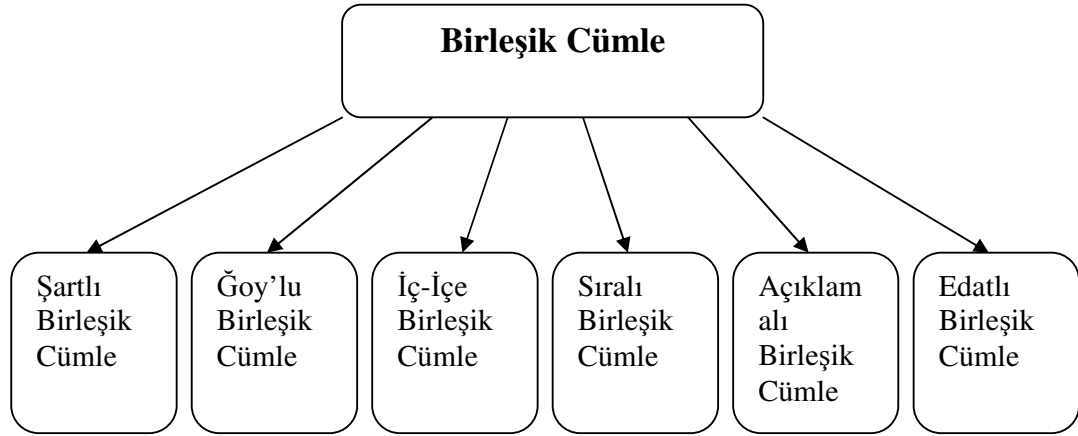 Birleşik Cümle
Şartlı
Birleşik
Cümle
Ğoy’lu
Birleşik
Cümle
İç-İçe
Birleşik
Cümle
Sıralı
Birleşik
Cümle
Açıklam
alı
Birleşik
Cümle
Edatlı
Birleşik
Cümle